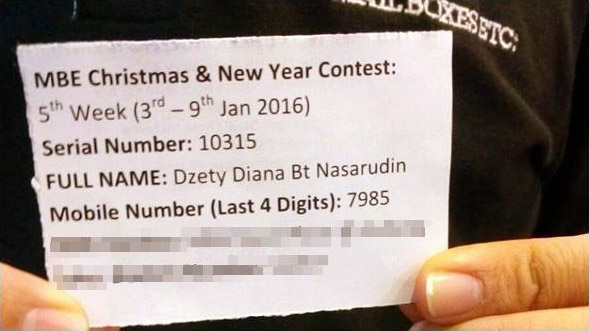 MAIL BOXES ETC.
MBE Christmas & New Year Contest:
5th Week (3rd – 9th Jan 2016)
Serial Number: 10315
FULL NAME: Dzety Diana Bt Nasarudin
Mobile Number (Last 4 Digits): 7985